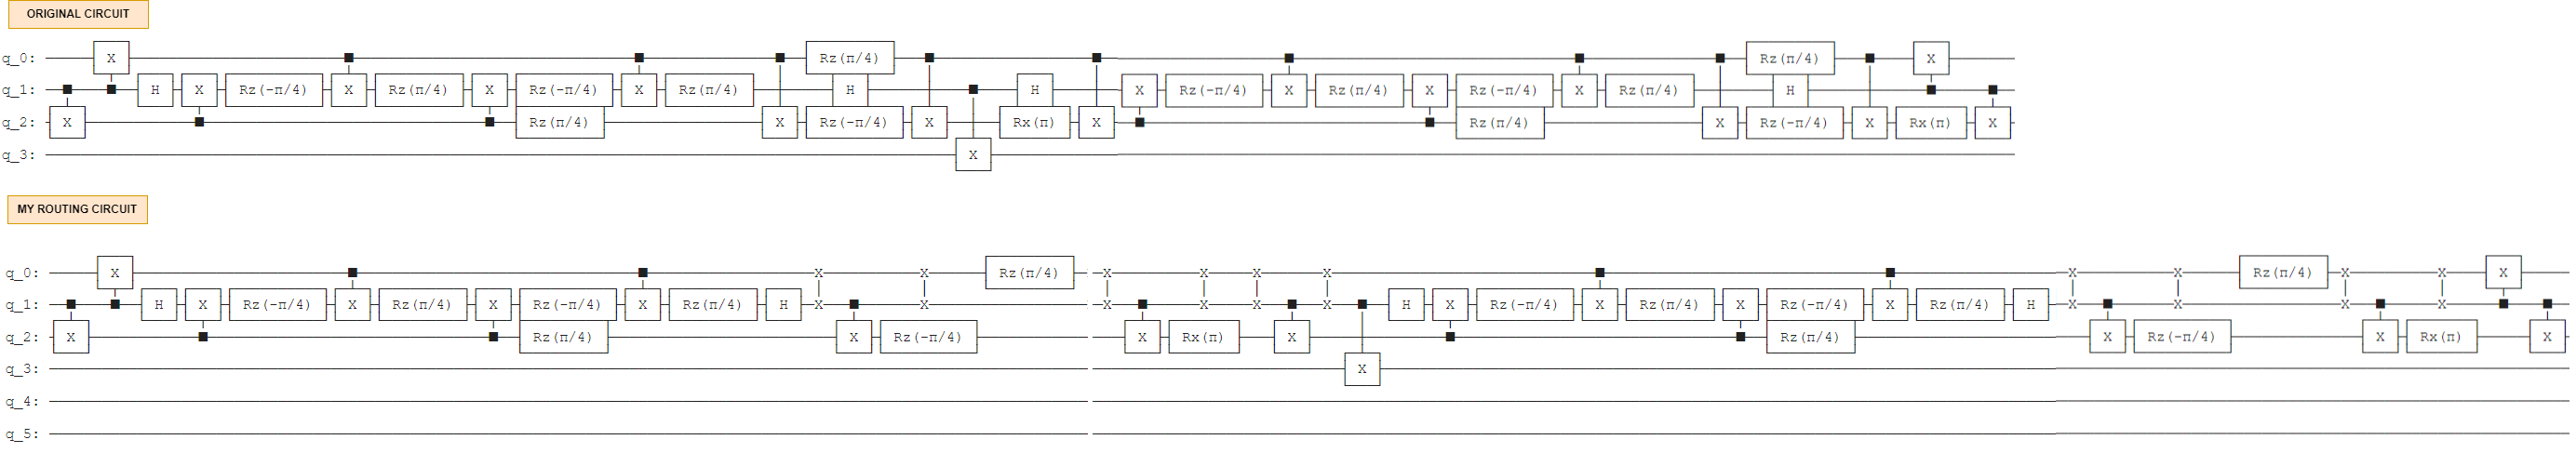 ORIGINAL CIRCUIT
q_0: X Rz(π/4) Rz(π/4) X
q_1: H X Rz(-π/4) X Rz(π/4) X Rz(-π/4) X Rz(π/4) H H X Rz(-π/4) X Rz(π/4) X Rz(-π/4) X Rz(π/4) H
q_2: X Rz(π/4) X Rz(-π/4) X Rx(π) X Rz(π/4) X Rz(-π/4) X Rx(π) X
q_3: X
MY ROUTING CIRCUIT
q_0: X X X Rz(π/4) X X X X X X Rz(π/4) X X X
q_1: H X Rz(-π/4) X Rz(π/4) X Rz(-π/4) X Rz(π/4) H X X X X X X H X Rz(-π/4) X Rz(π/4) X Rz(-π/4) X Rz(π/4) H X X X X
q_2: X Rz(π/4) X Rz(-π/4) X Rx(π) X Rz(π/4) X Rz(-π/4) X Rx(π) X
q_3: X
q_4:
q_5: